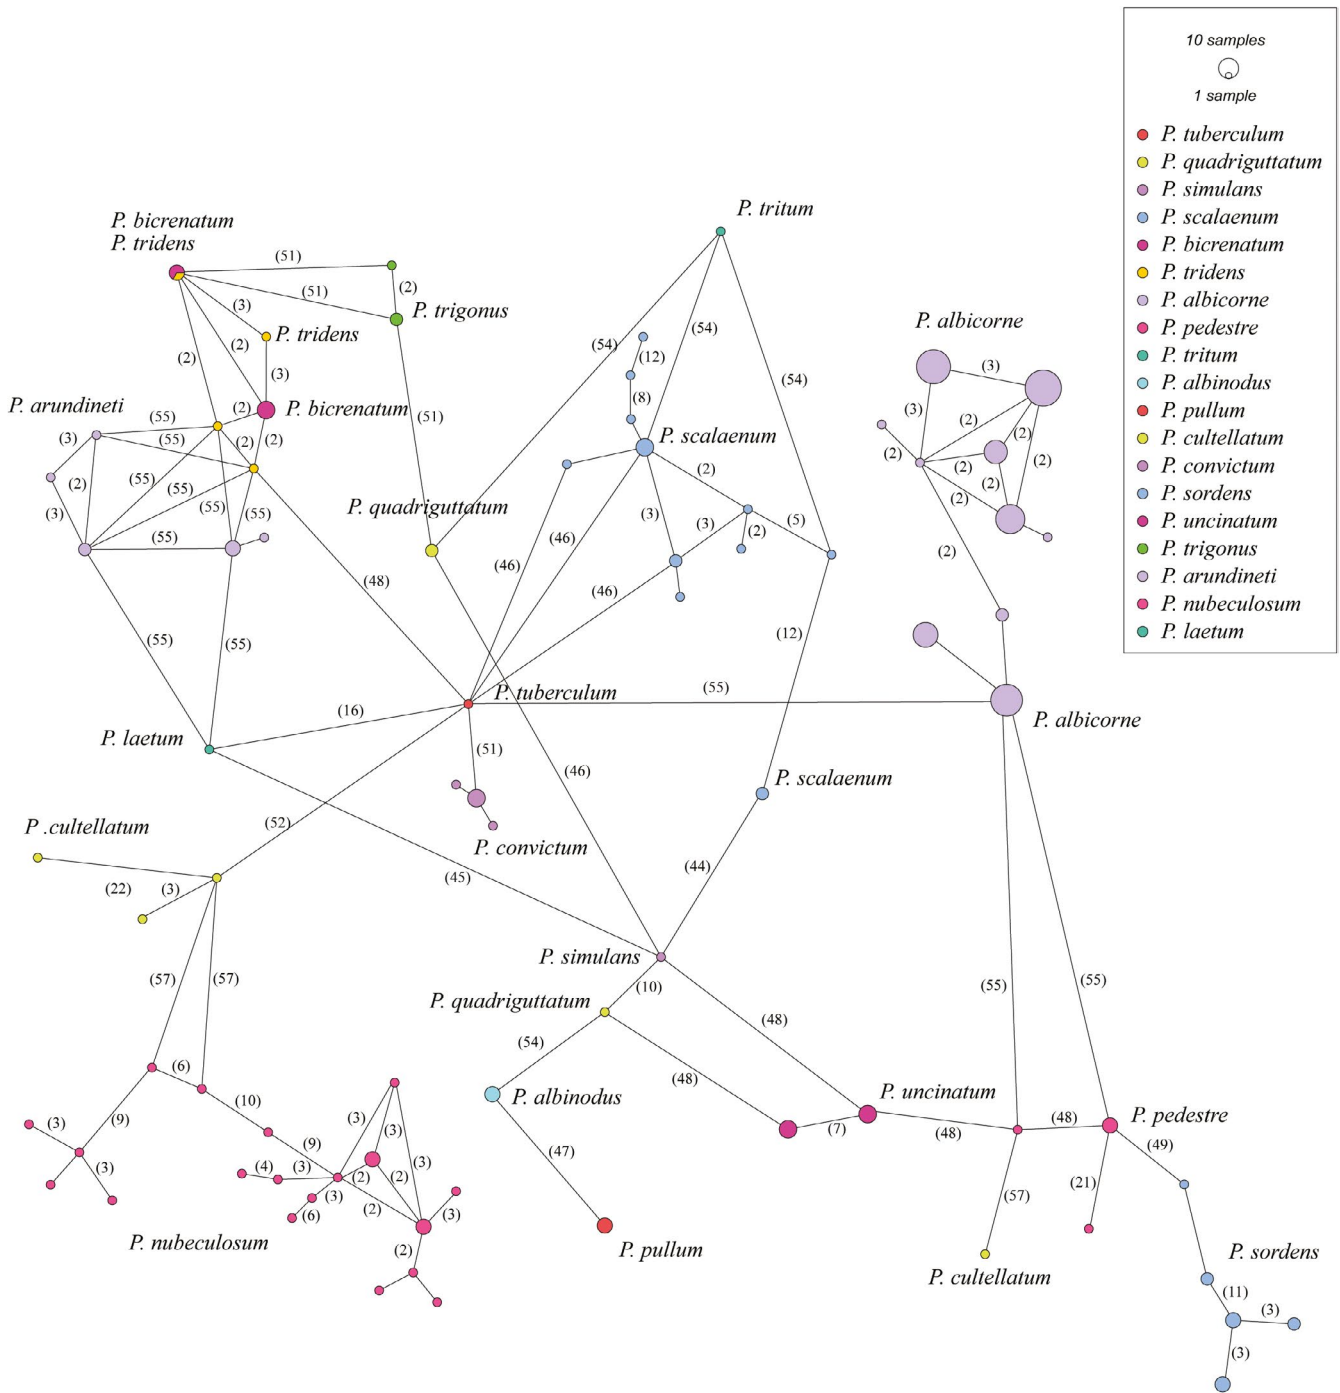 10 samples
1 sample
P. tuberculum
P. quadriguttatum
P. simulans
P. scalaenum
P. bicrenatum
P. tridens
P. albicorne
P. pedestre
P. tritum
P. albinodus
P. pullum
P. cultellatum
P. convictum
P. sordens
P. uncinatum
P. trigonus
P. arundineti
P. nubeculosum
P. laetum
P. tritum
P. bicrenatum
P. tridens
(51)
(2)
(51)
(3)
P. trigonus
P. tridens
(2)
(2)
(3)
P. arundineti
(2)
P. bicrenatum
(51)
(55)
(3)
(55)
(2)
(2)
(2)
(55)
(55)
(55)
(55)
(3)
(55)
P. quadriguttatum
(54)
(54)
(54)
(12)
(8)
P. scalaenum
(2)
(3)
(3)
(2)
(5)
(46)
(46)
(46)
(48)
(12)
P. albicorne
(3)
(3)
(2)
(2)
(2)
(2)
(2)
(2)
(2)
(2)
(55)
(55)
P. tuberculum
(55)
P. albicorne
(16)
P. laetum
(51)
(46)
P. scalaenum
(52)
P .cultellatum
P. convictum
(22)
(3)
(45)
(44)
P. simulans
(57)
(57)
(10)
P. quadriguttatum
(54)
(48)
(48)
(55)
(55)
(6)
(10)
(9)
(3)
(3)
P. albinodus
P. uncinatum
P. pedestre
(7)
(48)
(48)
(49)
(3)
(3)
(9)
(3)
(4)
(3)
(2)
(2)
(3)
(2)
(6)
(3)
(2)
(47)
(57)
(21)
P. nubeculosum
P. pullum
P. cultellatum
P. sordens
(11)
(3)
(3)